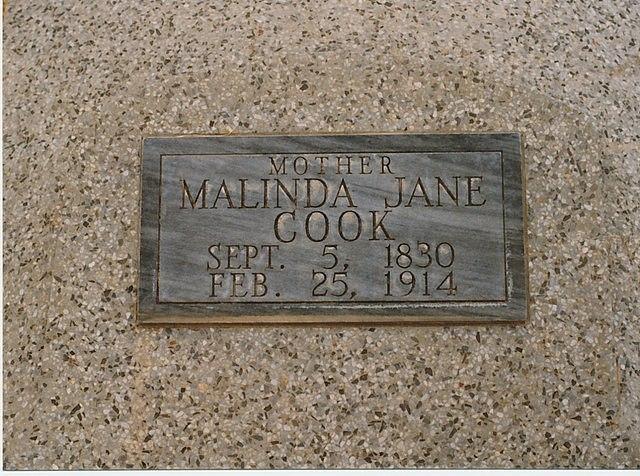 MOTHER
MALINDA JANE
COOK
SEPT. 5, 1830
FEB. 25, 1914